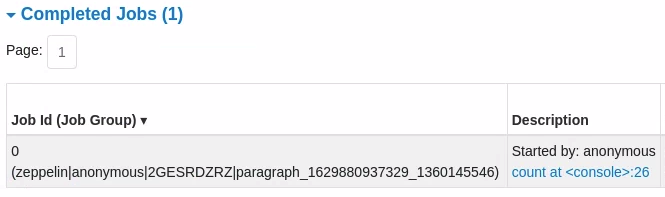 Completed Jobs (1)
Page: 1
Job Id (Job Group) ▾ Description
0 Started by: anonymous
(zeppelin|anonymous|2GESRDZRZ|paragraph_1629880937329_1360145546) count at <console>:26